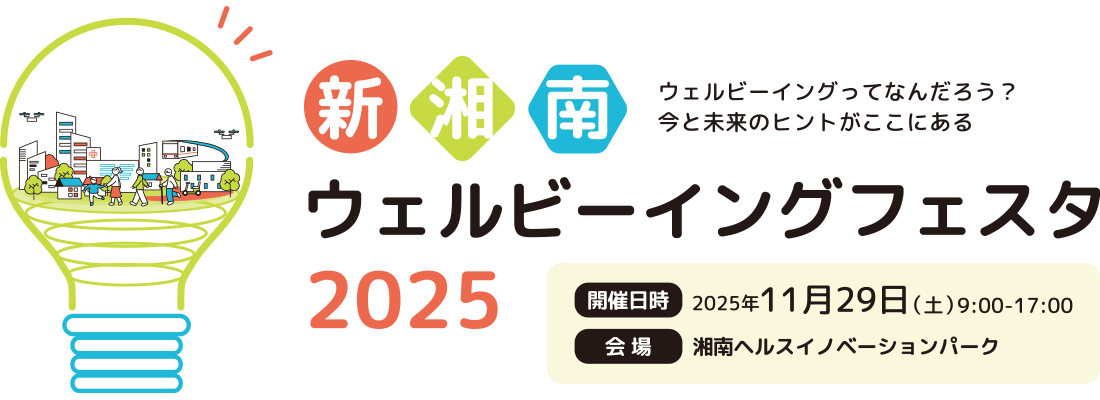 新湘南
ウェルビーイングってなんだろう？
今と未来のヒントがここにある
ウェルビーイングフェスタ
2025
開催日時 2025年11月29日(土)9:00-17:00
会場 湘南ヘルスイノベーションパーク